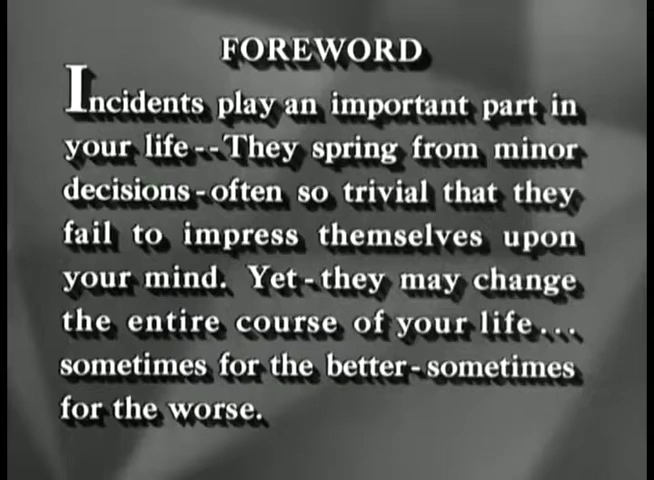 FOREWORD
Incidents play an important part in
your life--They spring from minor
decisions-often so trivial that they
fail to impress themselves upon
your mind. Yet-they may change
the entire course of your life...
sometimes for the better-sometimes
for the worse.